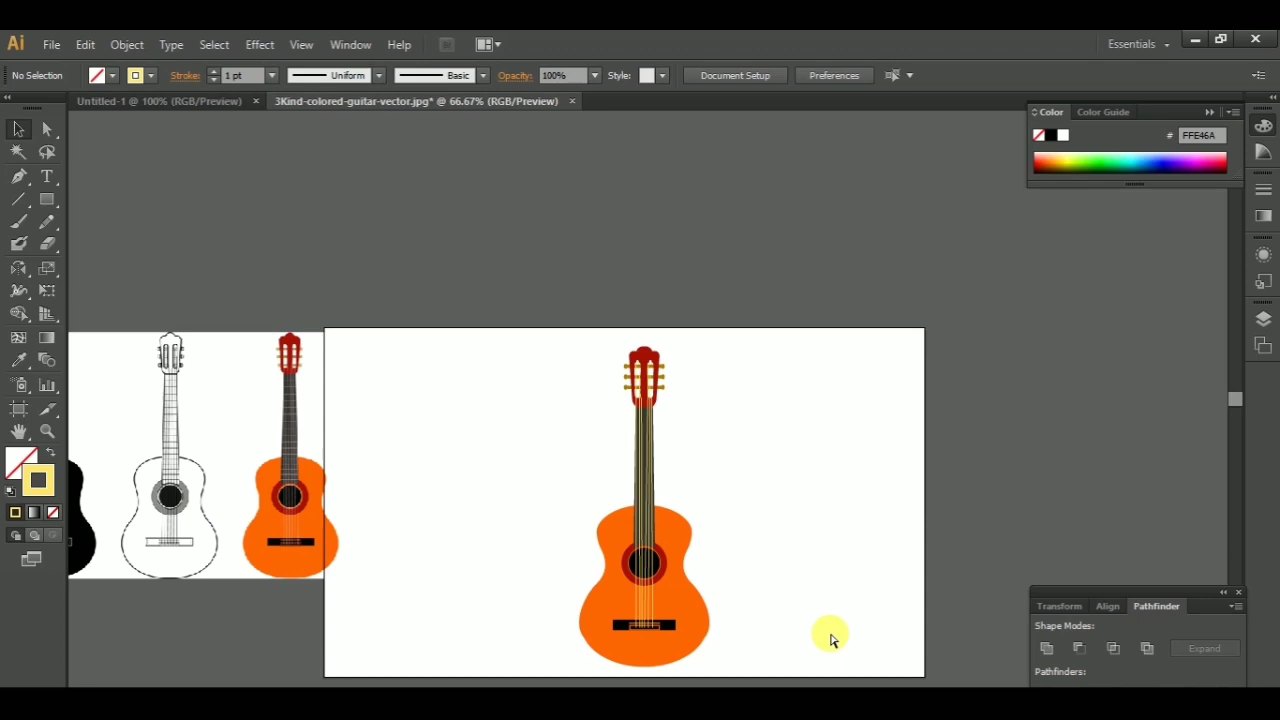 Ai File Edit Object Type Select Effect View Window Help Essentials
No Selection Stroke: 1 pt Uniform Basic Opacity: 100% Style: Document Setup Preferences
Untitled-1 @ 100% (RGB/Preview) × 3Kind-colored-guitar-vector.jpg* @ 66.67% (RGB/Preview) ×
Color Color Guide
# FFE46A
T
Transform Align Pathfinder
Shape Modes:
Expand
Pathfinders: